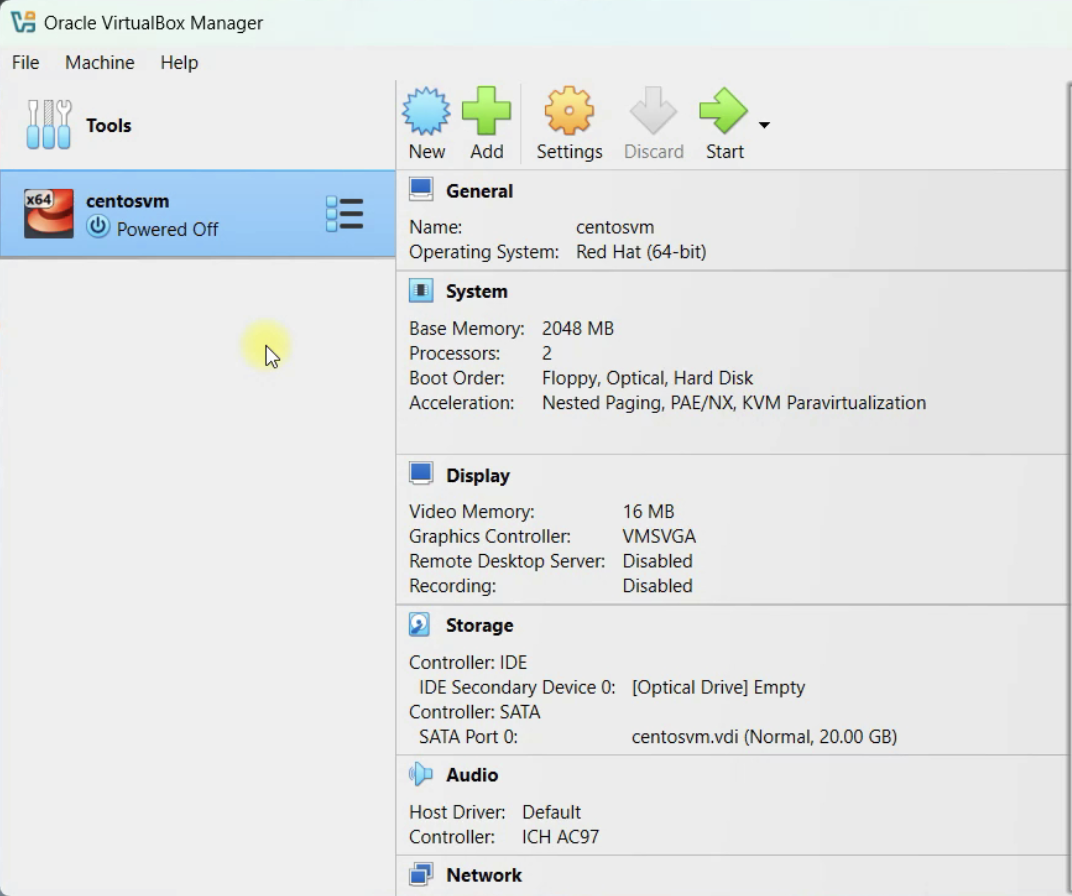 Oracle VirtualBox Manager
File Machine Help
Tools
New Add Settings Discard Start
x64 centosvm
Powered Off
General
Name: centosvm
Operating System: Red Hat (64-bit)
System
Base Memory: 2048 MB
Processors: 2
Boot Order: Floppy, Optical, Hard Disk
Acceleration: Nested Paging, PAE/NX, KVM Paravirtualization
Display
Video Memory: 16 MB
Graphics Controller: VMSVGA
Remote Desktop Server: Disabled
Recording: Disabled
Storage
Controller: IDE
IDE Secondary Device 0: [Optical Drive] Empty
Controller: SATA
SATA Port 0: centosvm.vdi (Normal, 20.00 GB)
Audio
Host Driver: Default
Controller: ICH AC97
Network